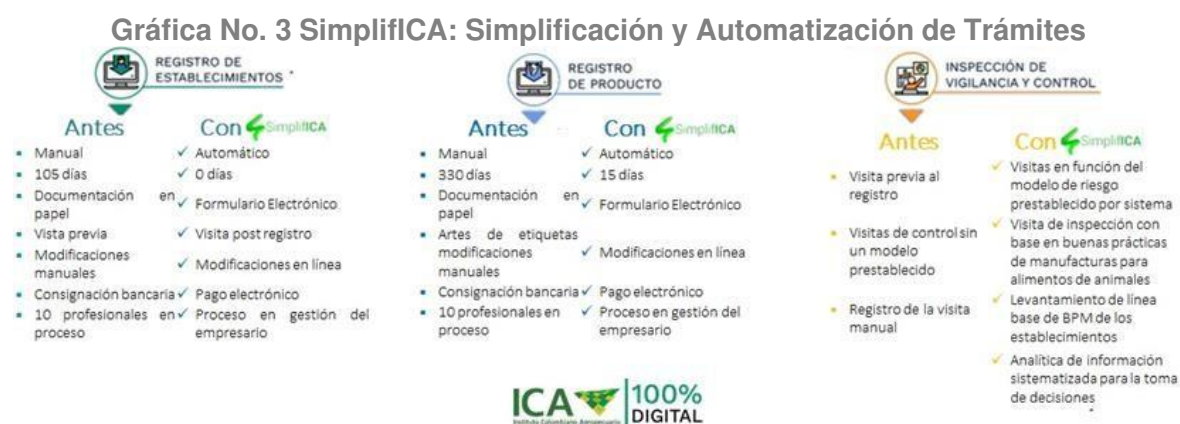 Gráfica No. 3 SimplifICA: Simplificación y Automatización de Trámites
REGISTRO DE
ESTABLECIMIENTOS
Antes
Con SimplifICA
Manual
✓ Automático
105 días
✓ 0 días
Documentación en
papel
✓ Formulario Electrónico
Vista previa
✓ Visita post registro
Modificaciones
manuales
✓ Modificaciones en línea
Consignación bancaria
✓ Pago electrónico
10 profesionales en
proceso
✓ Proceso en gestión del
empresario
REGISTRO
DE PRODUCTO
Antes
Con SimplifICA
Manual
✓ Automático
330 días
✓ 15 días
Documentación en
papel
✓ Formulario Electrónico
Artes de etiquetas
modificaciones
manuales
✓ Modificaciones en línea
Consignación bancaria
✓ Pago electrónico
10 profesionales en
proceso
✓ Proceso en gestión del
empresario
INSPECCIÓN DE
VIGILANCIA Y CONTROL
Antes
Con SimplifICA
Visita previa al
registro
Visitas de control sin
un modelo
prestablecido
Registro de la visita
manual
✓ Visitas en función del
modelo de riesgo
prestablecido por sistema
✓ Visita de inspección con
base en buenas prácticas
de manufacturas para
alimentos de animales
✓ Levantamiento de línea
base de BPM de los
establecimientos
✓ Analítica de información
sistematizada para la toma
de decisiones
ICA
Instituto Colombiano Agropecuario
100%
DIGITAL